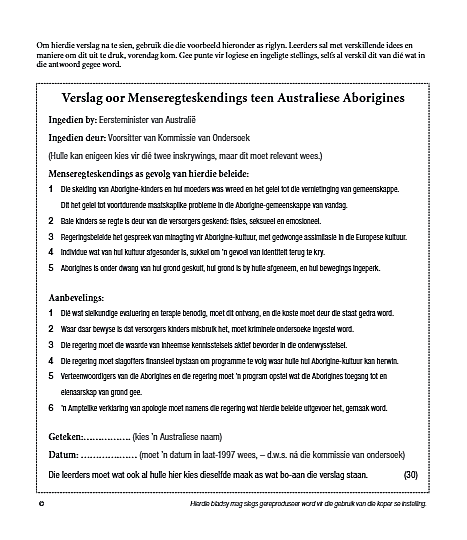 Om hierdie verslag na te sien, gebruik die die voorbeeld hieronder as riglyn. Leerders sal met verskillende idees en
maniere om dit uit te druk, vorendag kom. Gee punte vir logiese en ingeligte stellings, selfs al verskil dit van dié wat in
die antwoord gegee word.
Verslag oor Menseregteskendings teen Australiese Aborigines
Ingedien by: Eersteminister van Australië
Ingedien deur: Voorsitter van Kommissie van Ondersoek
(Hulle kan enigeen kies vir dié twee inskrywings, maar dit moet relevant wees.)
Menseregteskendings as gevolg van hierdie beleide:
1 Die skeiding van Aborigine-kinders en hul moeders was wreed en het gelei tot die vernietiging van gemeenskappe.
Dit het gelei tot voortdurende maatskaplike probleme in die Aborigine-gemeenskappe van vandag.
2 Baie kinders se regte is deur van die versorgers geskend: fisies, seksueel en emosioneel.
3 Regeringsbeleide het gespreek van minagting vir Aborigine-kultuur, met gedwonge assimilasie in die Europese kultuur.
4 Individue wat van hul kultuur afgesonder is, sukkel om 'n gevoel van identiteit terug te kry.
5 Aborigines is onder dwang van hul grond geskuif, hul grond is by hulle afgeneem, en hul bewegings ingeperk.
Aanbevelings:
1 Dié wat sielkundige evaluering en terapie benodig, moet dit ontvang, en die koste moet deur die staat gedra word.
2 Waar daar bewyse is dat versorgers kinders misbruik het, moet kriminele ondersoeke ingestel word.
3 Die regering moet die waarde van inheemse kennisstelsels aktief bevorder in die onderwysstelsel.
4 Die regering moet slagoffers finansieel bystaan om programme te volg waar hulle hul Aborigine-kultuur kan herwin.
5 Verteenwoordigers van die Aborigines en die regering moet 'n program opstel wat die Aborigines toegang tot en
eienaarskap van grond gee.
6 'n Amptelike verklaring van apologie moet namens die regering wat hierdie beleide uitgevoer het, gemaak word.
Geteken:................. (kies 'n Australiese naam)
Datum: .................... (moet 'n datum in laat-1997 wees, – d.w.s. ná die kommissie van ondersoek)
Die leerders moet wat ook al hulle hier kies dieselfde maak as wat bo-aan die verslag staan. (30)
© Hierdie bladsy mag slegs gereproduseer word vir die gebruik van die koper se instelling.